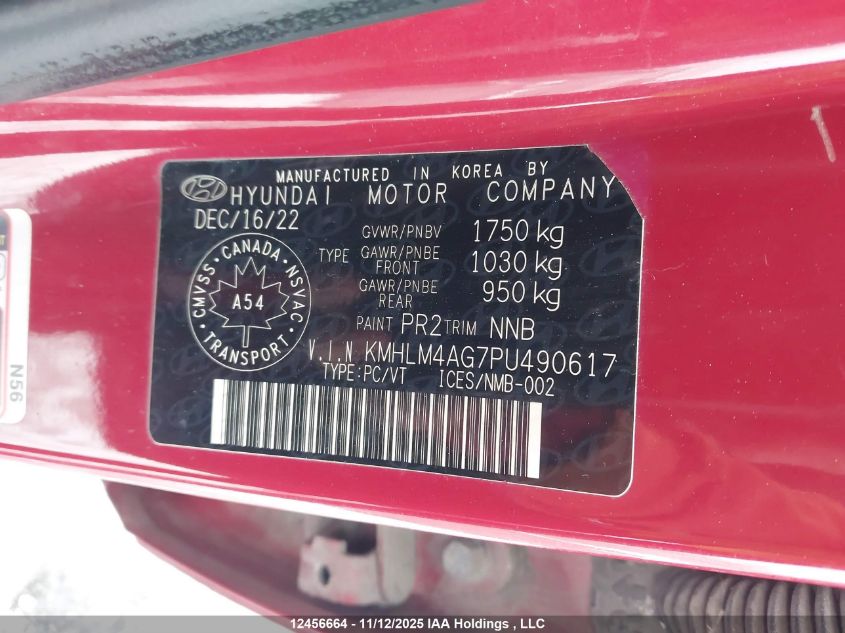 MANUFACTURED IN KOREA BY
HYUNDAI MOTOR COMPANY
DEC/16/22
GVWR/PNBV 1750 kg
TYPE GAWR/PNBE FRONT 1030 kg
GAWR/PNBE REAR 950 kg
PAINT PR2 TRIM NNB
CMVSS · CANADA · NSVAC
A54
· TRANSPORT ·
V.I.N KMHLM4AG7PU490617
TYPE:PC/VT ICES/NMB-002
N56
12456664 - 11/12/2025 IAA Holdings , LLC